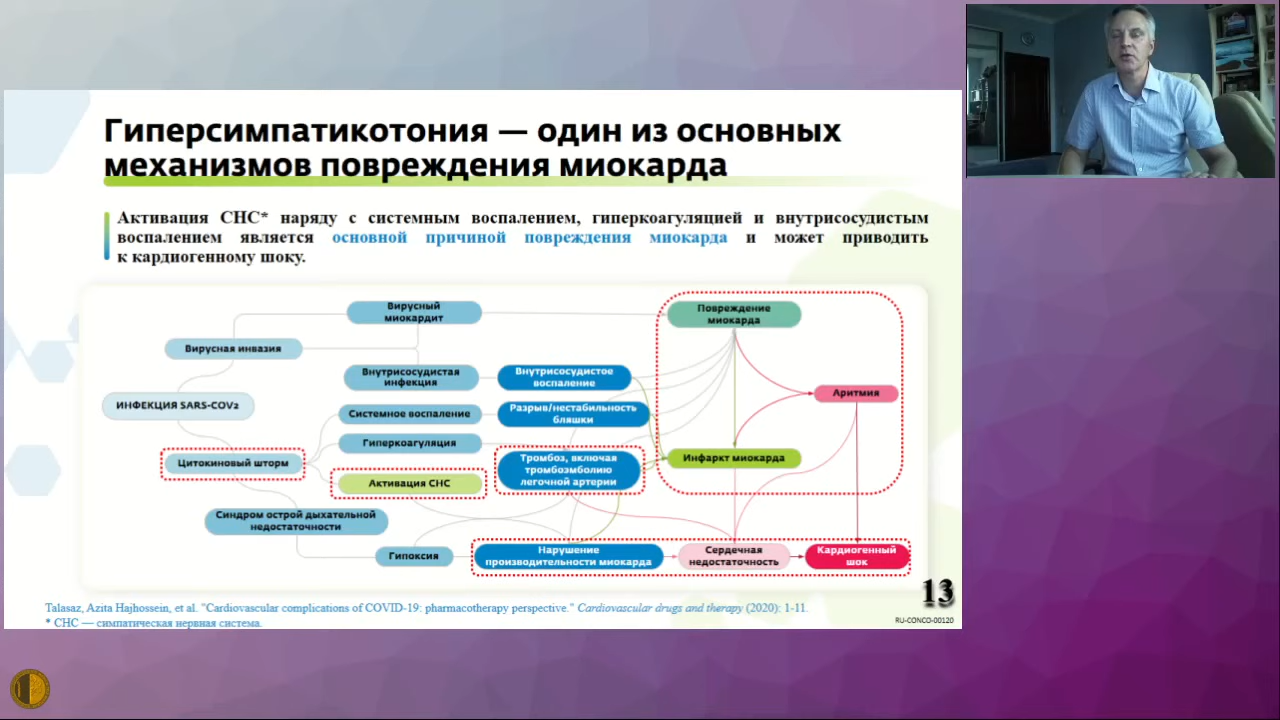 Гиперсимпатикотония — один из основных
механизмов повреждения миокарда
Активация СНС* наряду с системным воспалением, гиперкоагуляцией и внутрисосудистым
воспалением является основной причиной повреждения миокарда и может приводить
к кардиогенному шоку.
Вирусный
миокардит
Повреждение
миокарда
Вирусная инвазия
Внутрисосудистая
инфекция
Внутрисосудистое
воспаление
Аритмия
ИНФЕКЦИЯ SARS-COV2
Системное воспаление
Разрыв/нестабильность
бляшки
Гиперкоагуляция
Цитокиновый шторм
Тромбоз, включая
тромбоэмболию
легочной артерии
Инфаркт миокарда
Активация СНС
Синдром острой дыхательной
недостаточности
Гипоксия
Нарушение
производительности миокарда
Сердечная
недостаточность
Кардиогенный
шок
13
Talasaz, Azita Hajhossein, et al. "Cardiovascular complications of COVID-19: pharmacotherapy perspective." Cardiovascular drugs and therapy (2020): 1-11.
* СНС — симпатическая нервная система.
RU-CONCO-00120